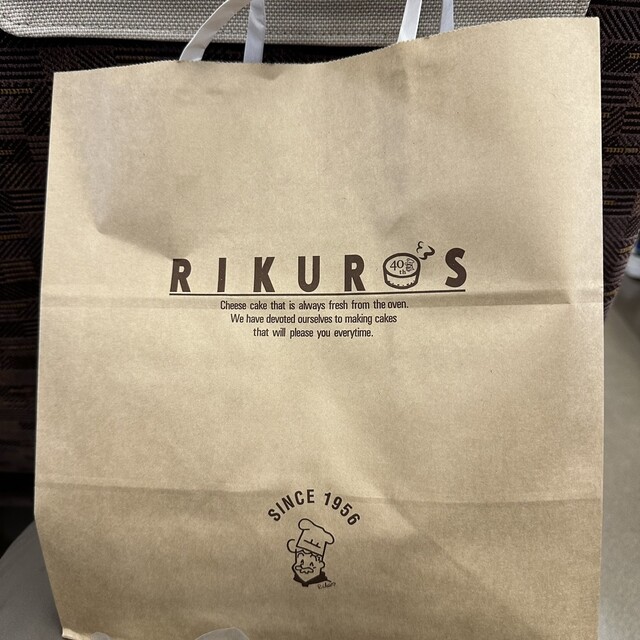 RIKURO'S
40th
Cheese cake that is always fresh from the oven.
We have devoted ourselves to making cakes
that will please you everytime.
SINCE 1956